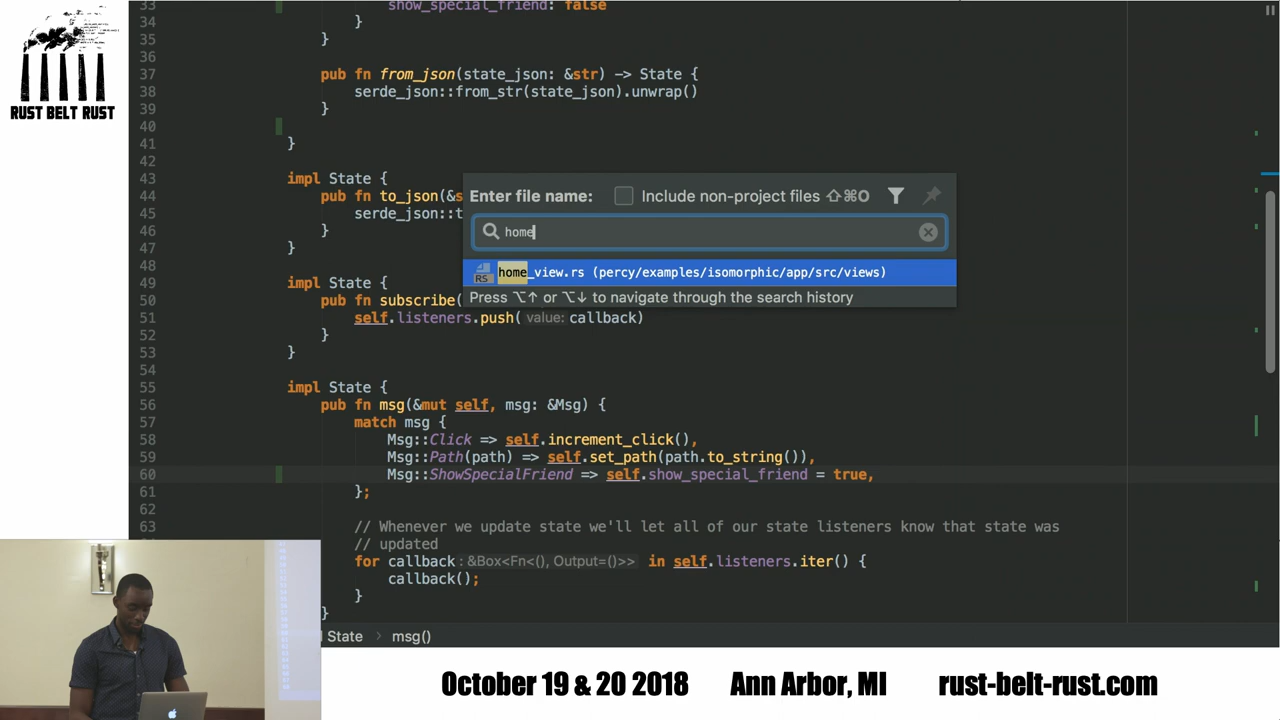 RUST BELT RUST
33 show_special_friend: false
34 }
35 }
36
37 pub fn from_json(state_json: &str) -> State {
38 serde_json::from_str(state_json).unwrap()
39 }
40
41 }
42
43 impl State {
44 pub fn to_json(&s
45 serde_json::t
46 }
47 }
48
49 impl State {
50 pub fn subscribe(
51 self.listeners.push( value: callback)
52 }
53 }
54
55 impl State {
56 pub fn msg(&mut self, msg: &Msg) {
57 match msg {
58 Msg::Click => self.increment_click(),
59 Msg::Path(path) => self.set_path(path.to_string()),
60 Msg::ShowSpecialFriend => self.show_special_friend = true,
61 };
62
63 // Whenever we update state we'll let all of our state listeners know that state was
// updated
for callback : &Box<Fn<(), Output=()>> in self.listeners.iter() {
callback();
}
}
Enter file name: Include non-project files ⇧⌘O
home
RS home_view.rs (percy/examples/isomorphic/app/src/views)
Press ⌥↑ or ⌥↓ to navigate through the search history
State › msg()
October 19 & 20 2018 Ann Arbor, MI rust-belt-rust.com